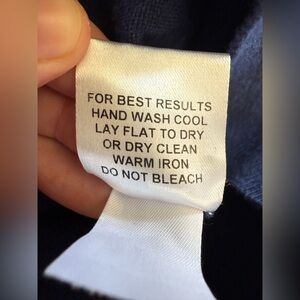 FOR BEST RESULTS
HAND WASH COOL
LAY FLAT TO DRY
OR DRY CLEAN
WARM IRON
DO NOT BLEACH